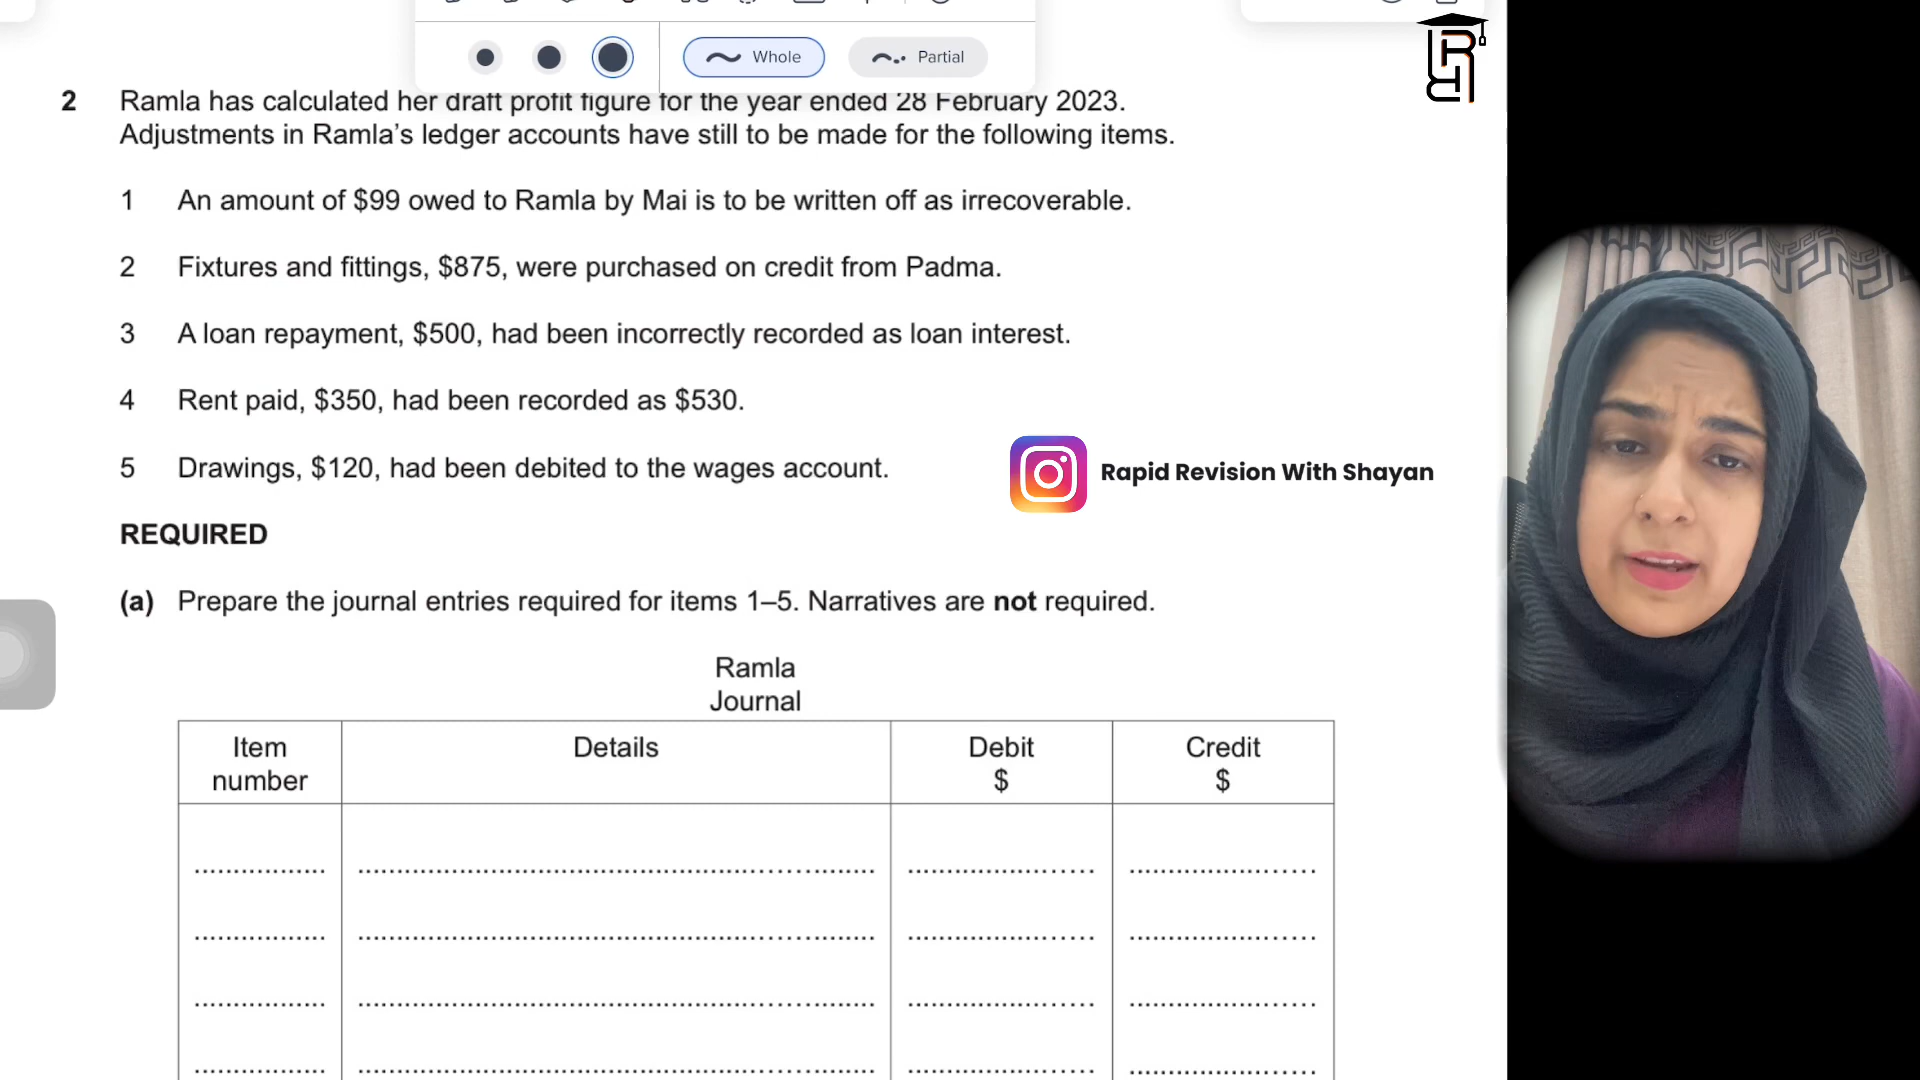 Whole
Partial
2 Ramla has calculated her draft profit figure for the year ended 28 February 2023.
Adjustments in Ramla's ledger accounts have still to be made for the following items.
1 An amount of $99 owed to Ramla by Mai is to be written off as irrecoverable.
2 Fixtures and fittings, $875, were purchased on credit from Padma.
3 A loan repayment, $500, had been incorrectly recorded as loan interest.
4 Rent paid, $350, had been recorded as $530.
5 Drawings, $120, had been debited to the wages account.
Rapid Revision With Shayan
REQUIRED
(a) Prepare the journal entries required for items 1–5. Narratives are not required.
Ramla
Journal
Item number Details Debit $ Credit $